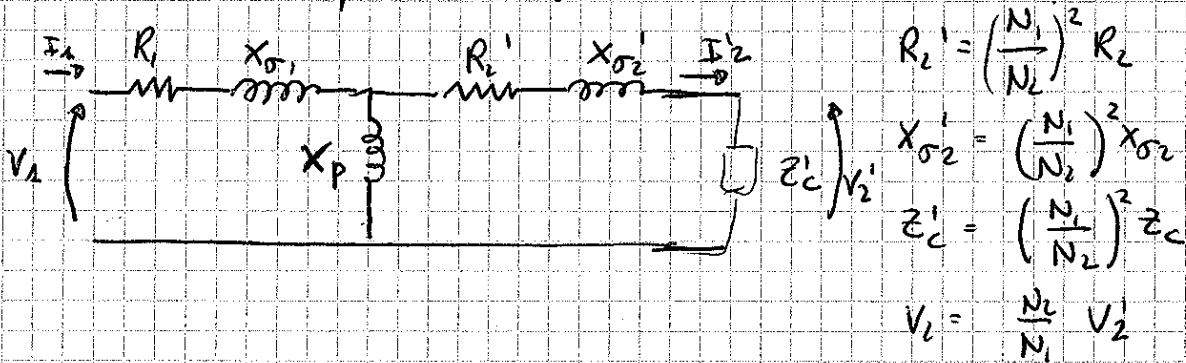 I₁ R₁ Xσ₁ R₂' Xσ₂' I'₂
V₁ Xₚ Z'c V₂'
R₂' = (N₁/N₂)² R₂
X'σ₂ = (N₁/N₂)² Xσ₂
Z'c = (N₁/N₂)² Zc
V₂ = N₂/N₁ V₂'